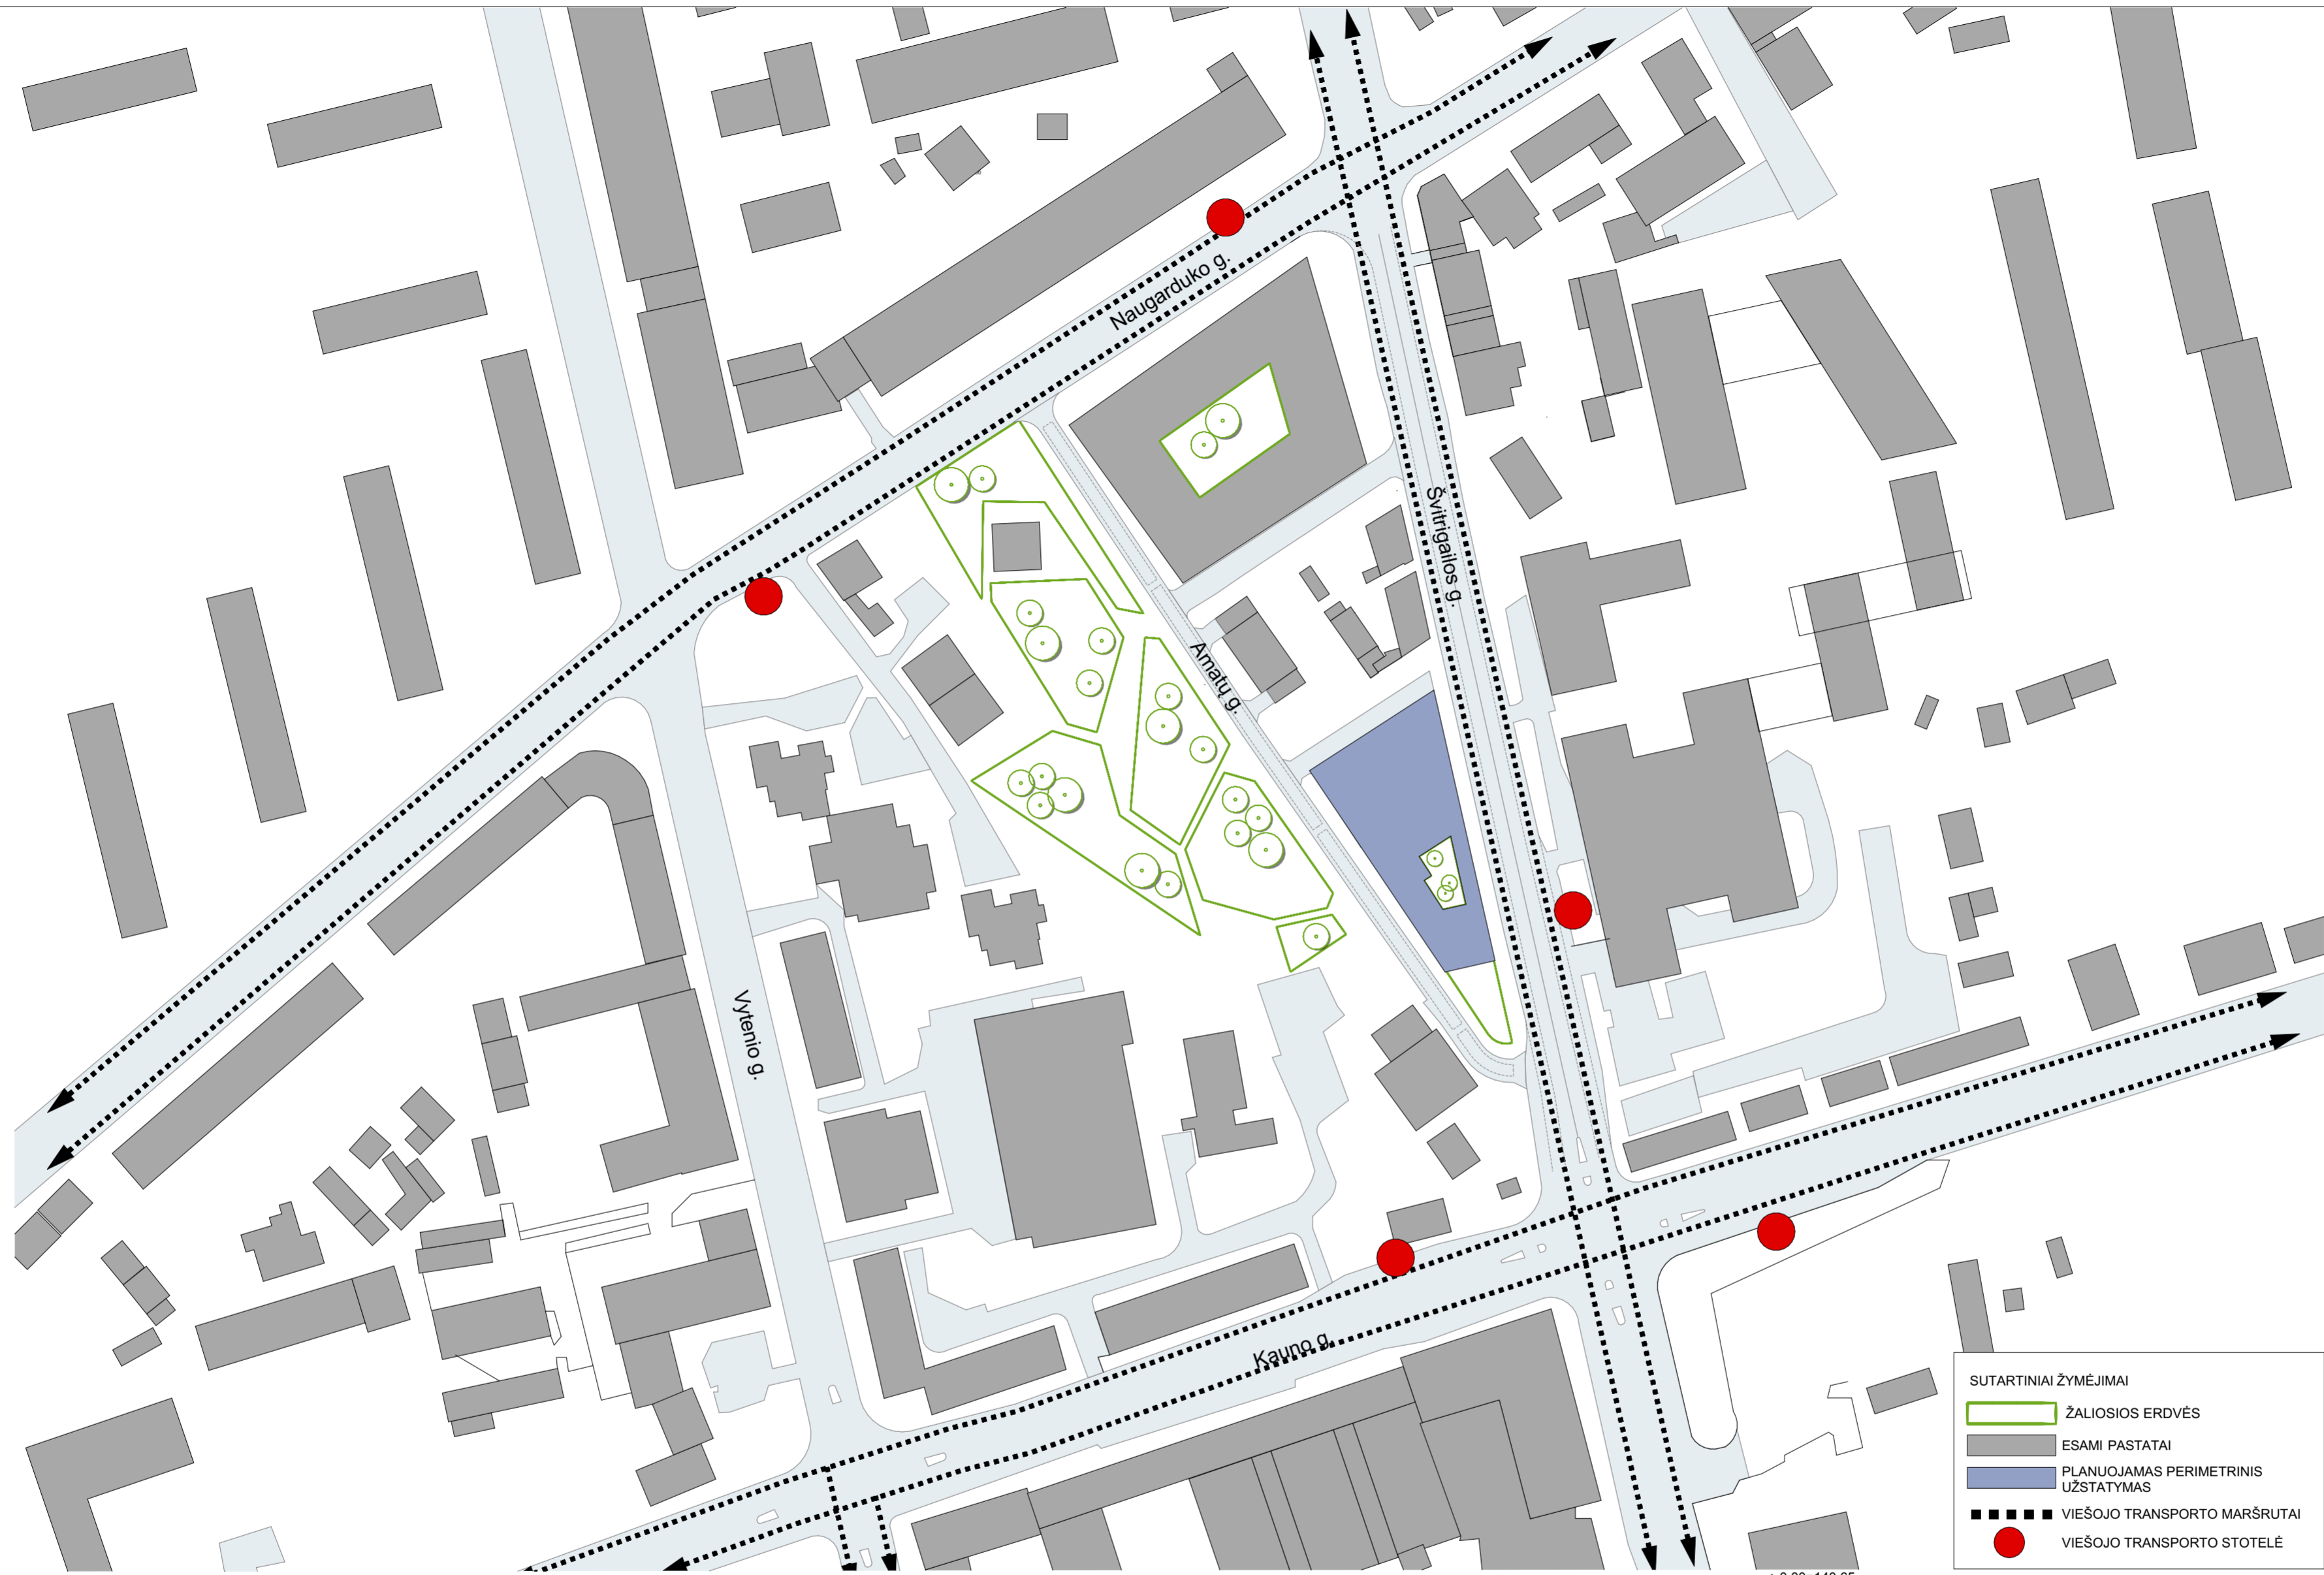 Naugarduko g.
Švitrigailos g.
Amatų g.
Vytenio g.
Kauno g.
SUTARTINIAI ŽYMĖJIMAI
ŽALIOSIOS ERDVĖS
ESAMI PASTATAI
PLANUOJAMAS PERIMETRINIS
UŽSTATYMAS
VIEŠOJO TRANSPORTO MARŠRUTAI
VIEŠOJO TRANSPORTO STOTELĖ